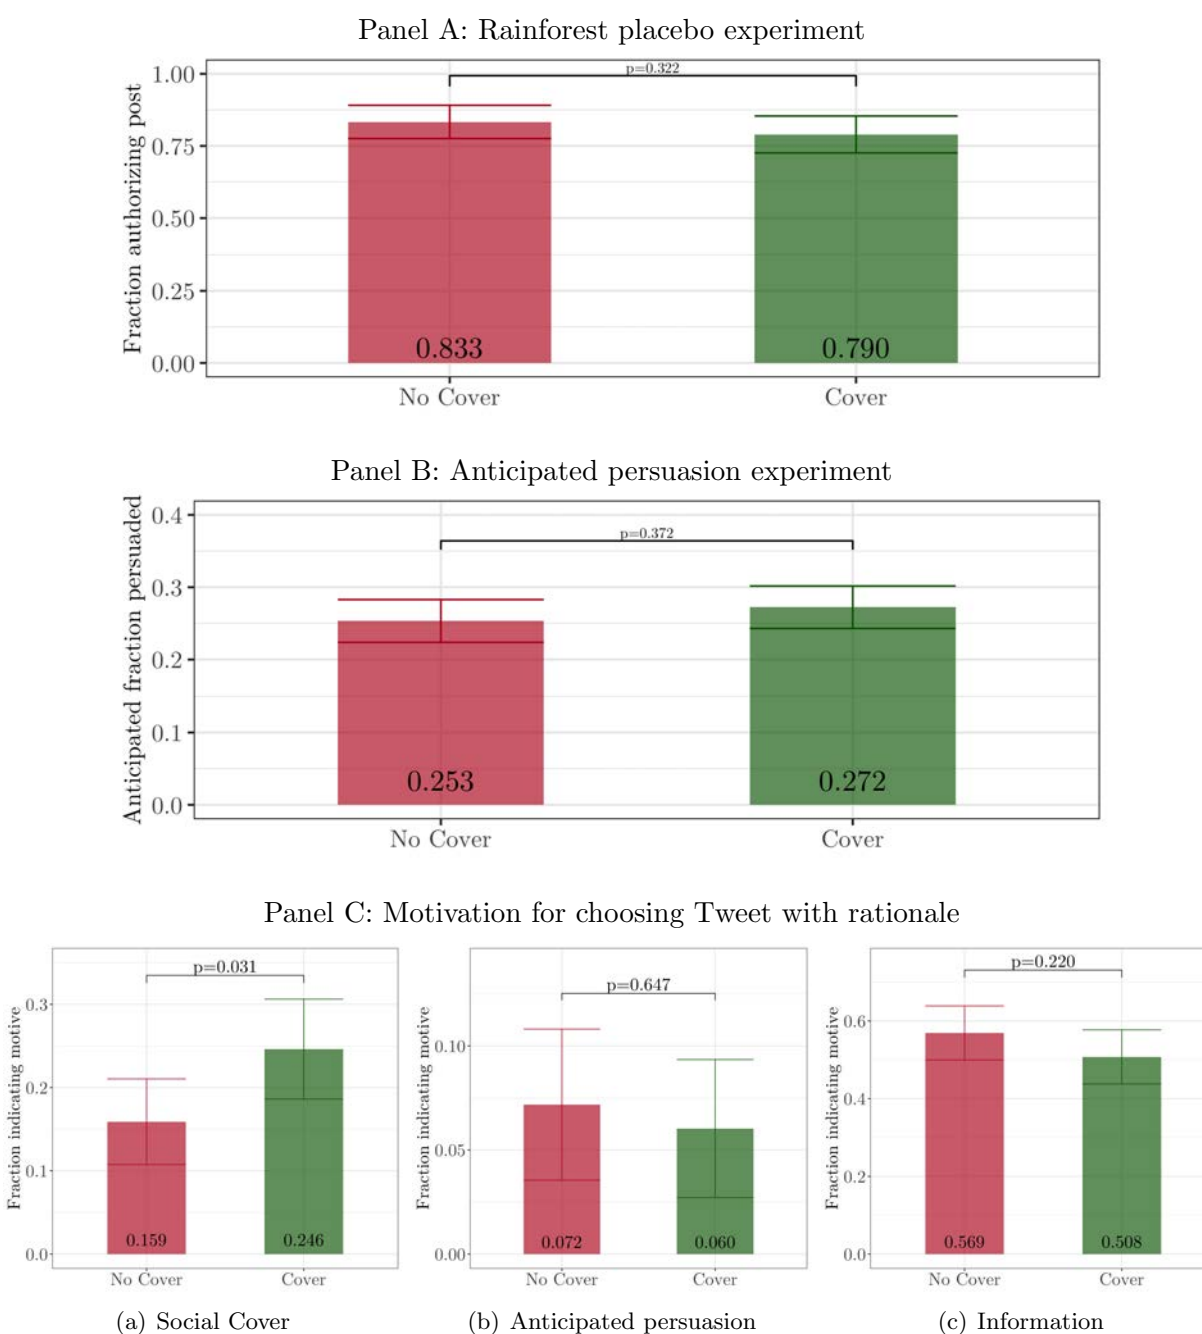 Panel A: Rainforest placebo experiment
Fraction authorizing post
1.00
0.75
0.50
0.25
0.00
p=0.322
0.833
0.790
No Cover
Cover
Panel B: Anticipated persuasion experiment
Anticipated fraction persuaded
0.4
0.3
0.2
0.1
0.0
p=0.372
0.253
0.272
No Cover
Cover
Panel C: Motivation for choosing Tweet with rationale
Fraction indicating motive
0.3
0.2
0.1
0.0
p=0.031
0.159
0.246
No Cover
Cover
(a) Social Cover
Fraction indicating motive
0.10
0.05
0.00
p=0.647
0.072
0.060
No Cover
Cover
(b) Anticipated persuasion
Fraction indicating motive
0.6
0.4
0.2
0.0
p=0.220
0.569
0.508
No Cover
Cover
(c) Information